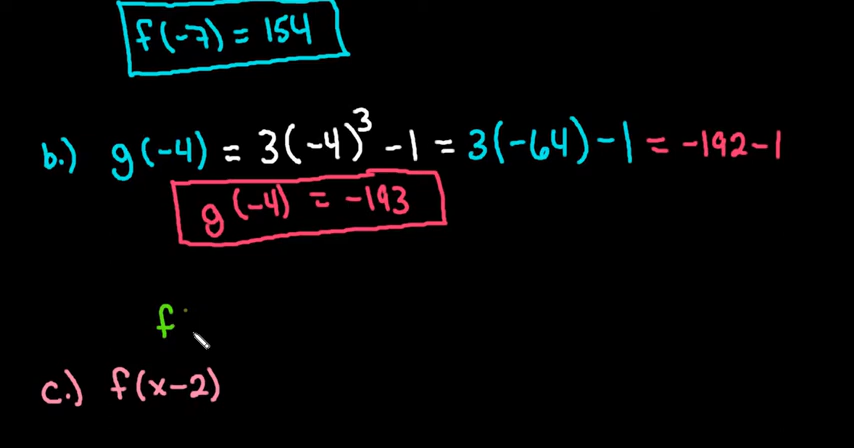 f(-7) = 154
b.) g(-4) = 3(-4)³ -1 = 3(-64) -1 = -192 -1
g(-4) = -193
f
c.) f(x-2)